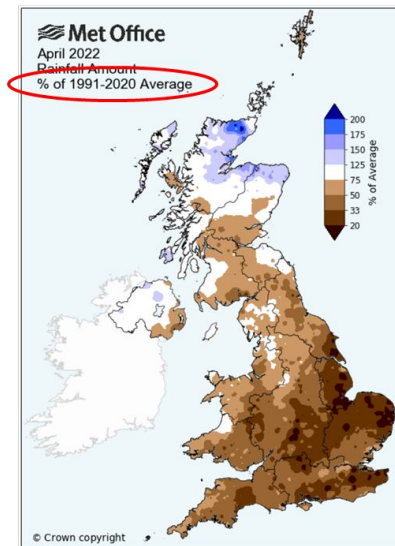 Met Office
April 2022
Rainfall Amount
% of 1991-2020 Average
200
175
150
125
75
50
33
20
% of Average
© Crown copyright